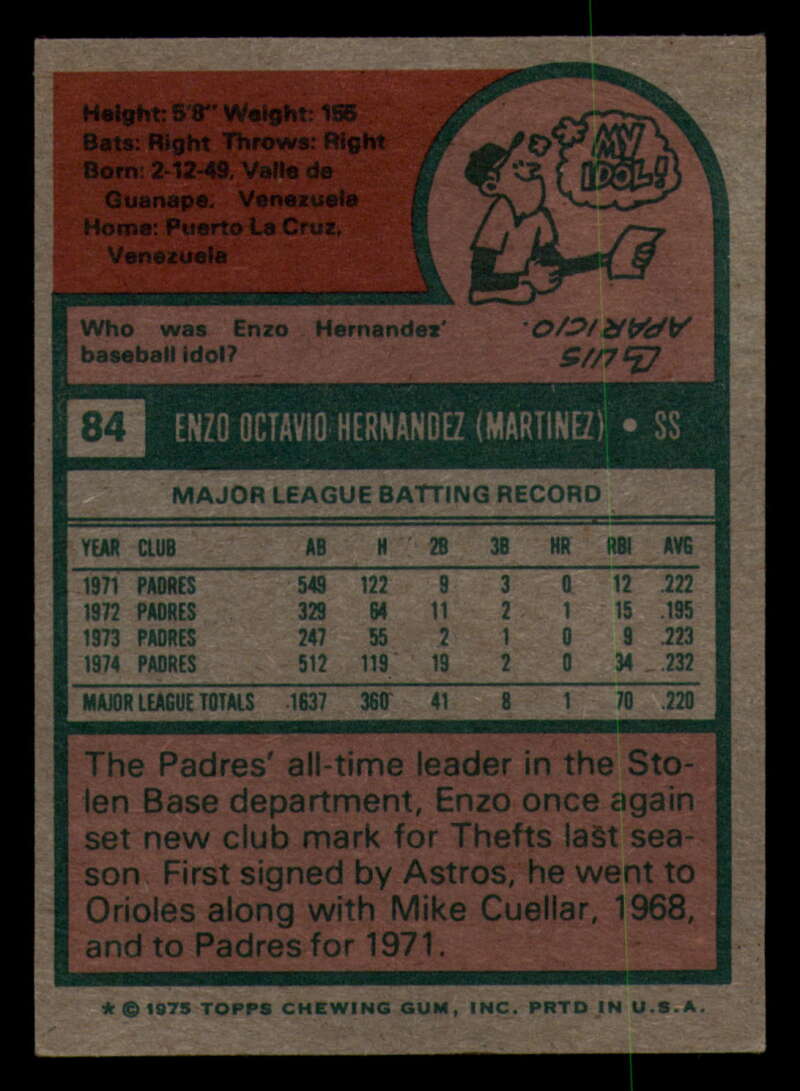 Height: 5'8" Weight: 155
Bats: Right Throws: Right
Born: 2-12-49, Valle de
Guanape, Venezuela
Home: Puerto La Cruz,
Venezuela
MY
IDOL!
Who was Enzo Hernandez'
baseball idol?
LUIS
APARICIO.
84 ENZO OCTAVIO HERNANDEZ (MARTINEZ) • SS
MAJOR LEAGUE BATTING RECORD
YEAR CLUB AB H 2B 3B HR RBI AVG
1971 PADRES 549 122 9 3 0 12 .222
1972 PADRES 329 64 11 2 1 15 .195
1973 PADRES 247 55 2 1 0 9 .223
1974 PADRES 512 119 19 2 0 34 .232
MAJOR LEAGUE TOTALS 1637 360 41 8 1 70 .220
The Padres' all-time leader in the Sto-
len Base department, Enzo once again
set new club mark for Thefts last sea-
son. First signed by Astros, he went to
Orioles along with Mike Cuellar, 1968,
and to Padres for 1971.
* © 1975 TOPPS CHEWING GUM, INC. PRTD IN U.S.A.